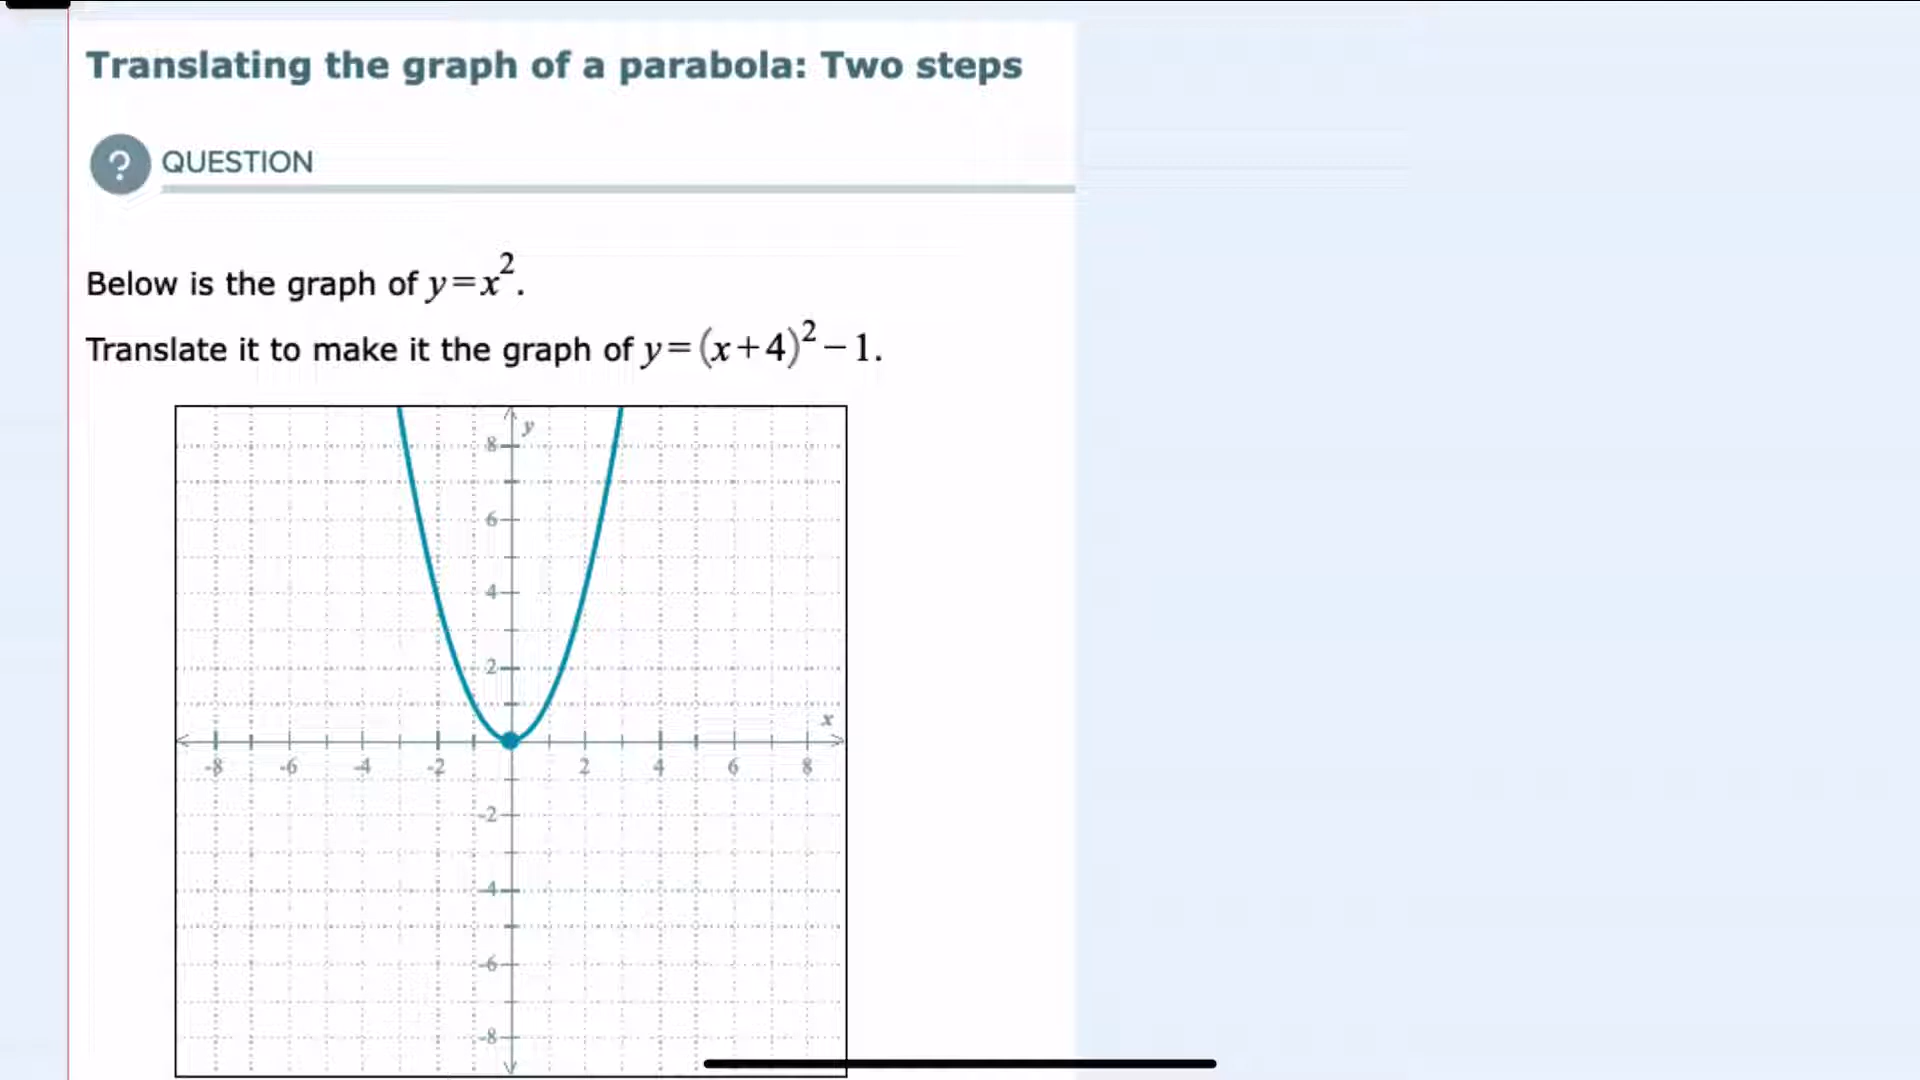 Translating the graph of a parabola: Two steps
? QUESTION
Below is the graph of y=x².
Translate it to make it the graph of y=(x+4)²−1.
y
8
6
4
2
x
-8 -6 -4 -2 2 4 6 8
-2
-4
-6
-8